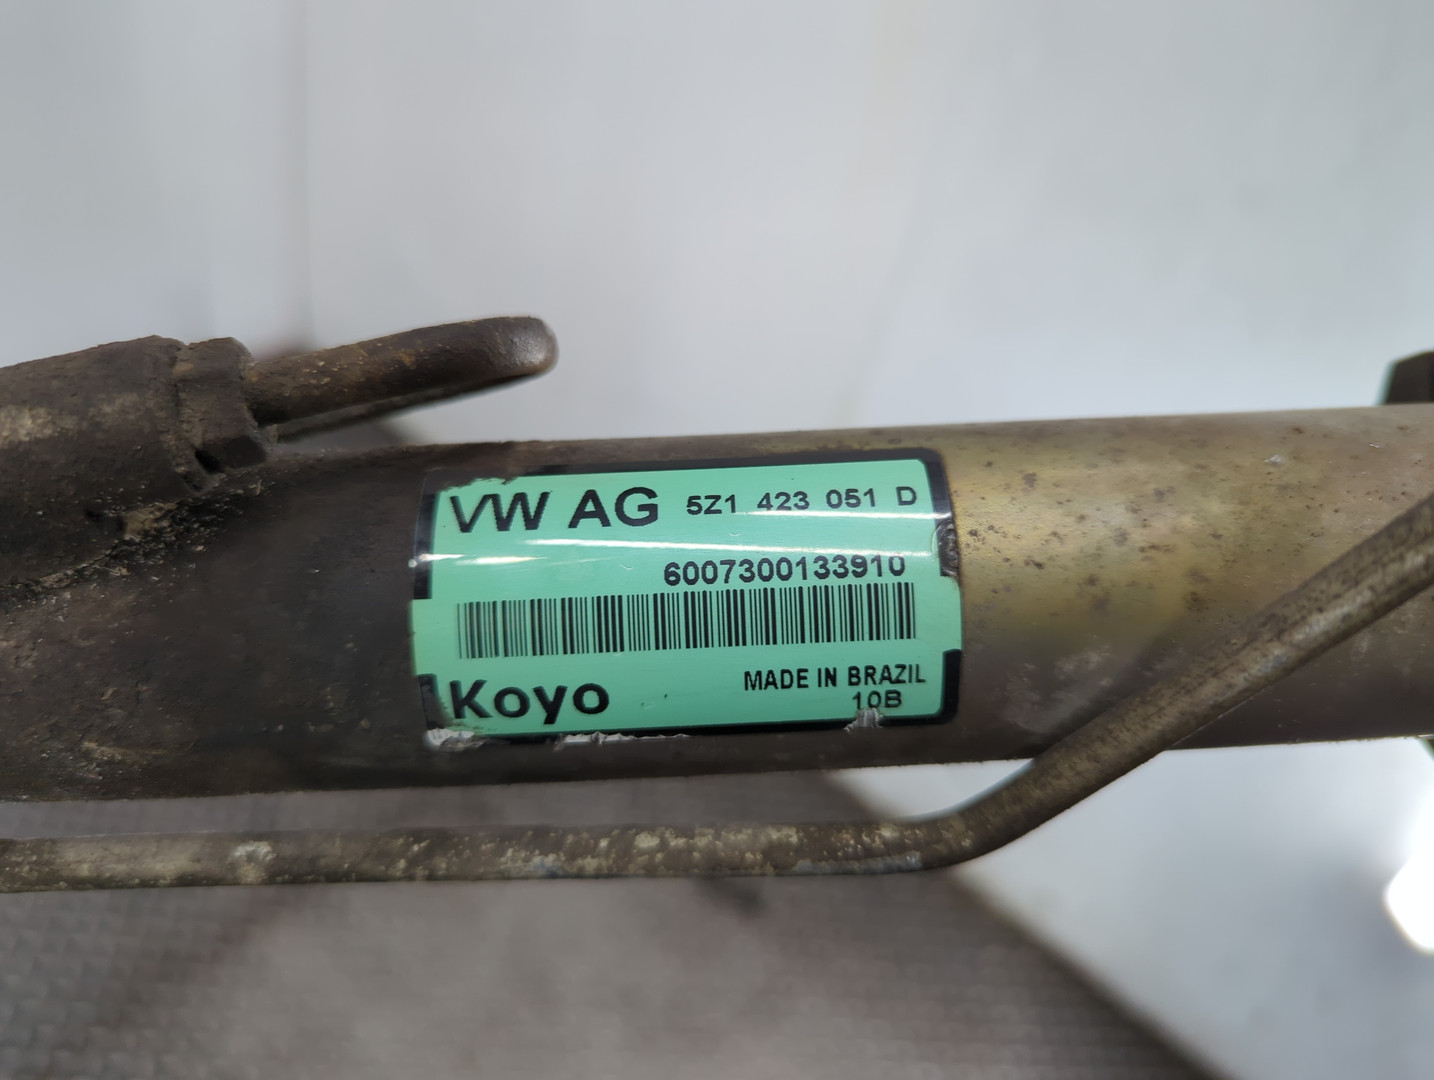 VW AG 5Z1 423 051 D
6007300133910
Koyo MADE IN BRAZIL
10B